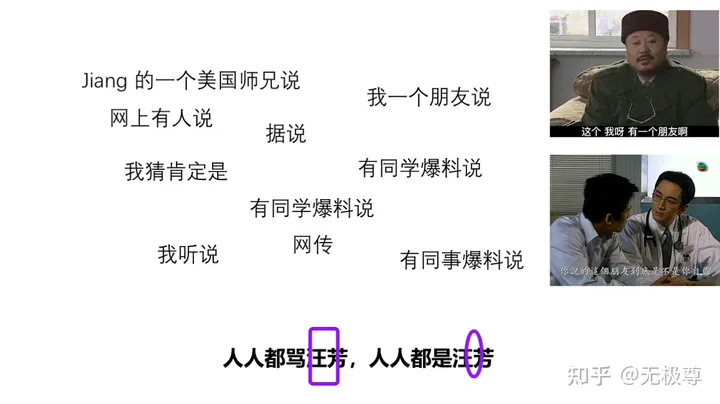 Jiang 的一个美国师兄说
我一个朋友说
网上有人说
据说
我猜肯定是
有同学爆料说
有同学爆料说
我听说
网传
有同事爆料说
这个 我呀 有一个朋友啊
你說的這個朋友到底是不是你自己
人人都骂汪芳，人人都是汪芳
知乎 @无极尊